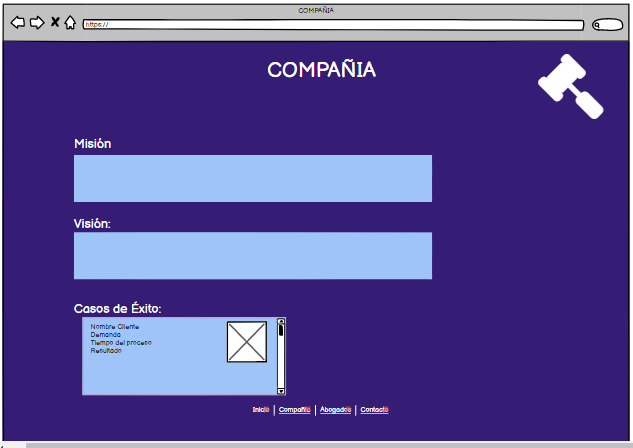 COMPAÑIA
https://
COMPAÑIA
Misión
Visión:
Casos de Éxito:
Nombre Cliente
Demanda
Tiempo del proceso
Resultado
Inicio | Compañia | Abogados | Contacto